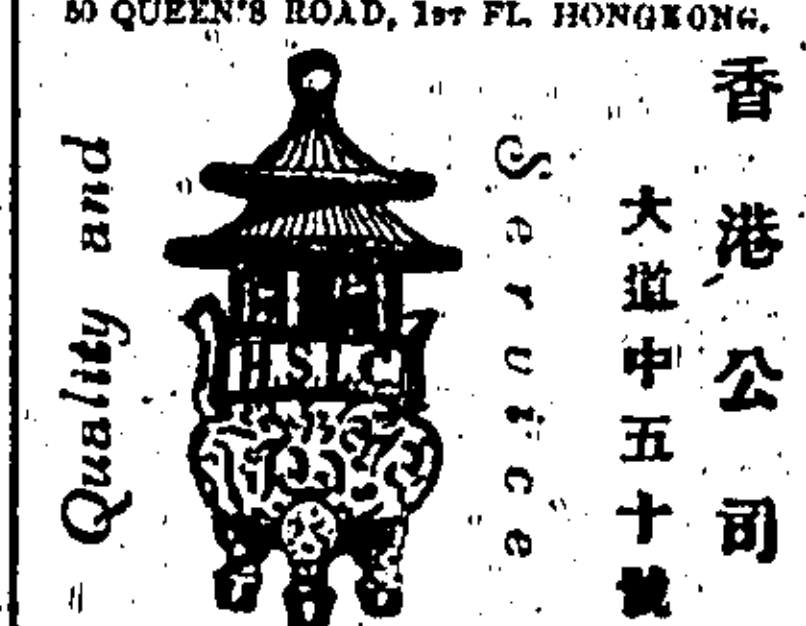 50 QUEEN'S ROAD, 1ST FL. HONGKONG.
Quality and
Service
H.S.I.C
香港公司
大道中五十號